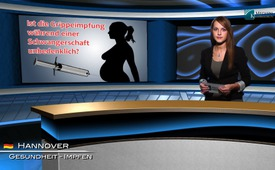 Ist die Grippeimpfung
während einer
Schwangerschaft
unbedenklich?
Hannover
Gesundheit - Impfen